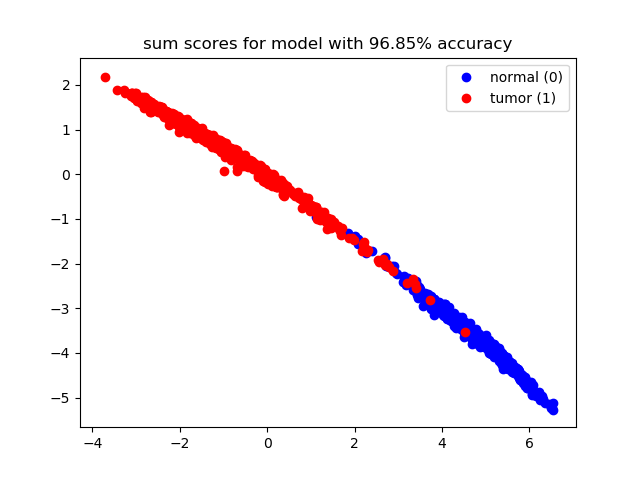 sum scores for model with 96.85% accuracy
normal (0)
tumor (1)
2
1
0
−1
−2
−3
−4
−5
−4 −2 0 2 4 6